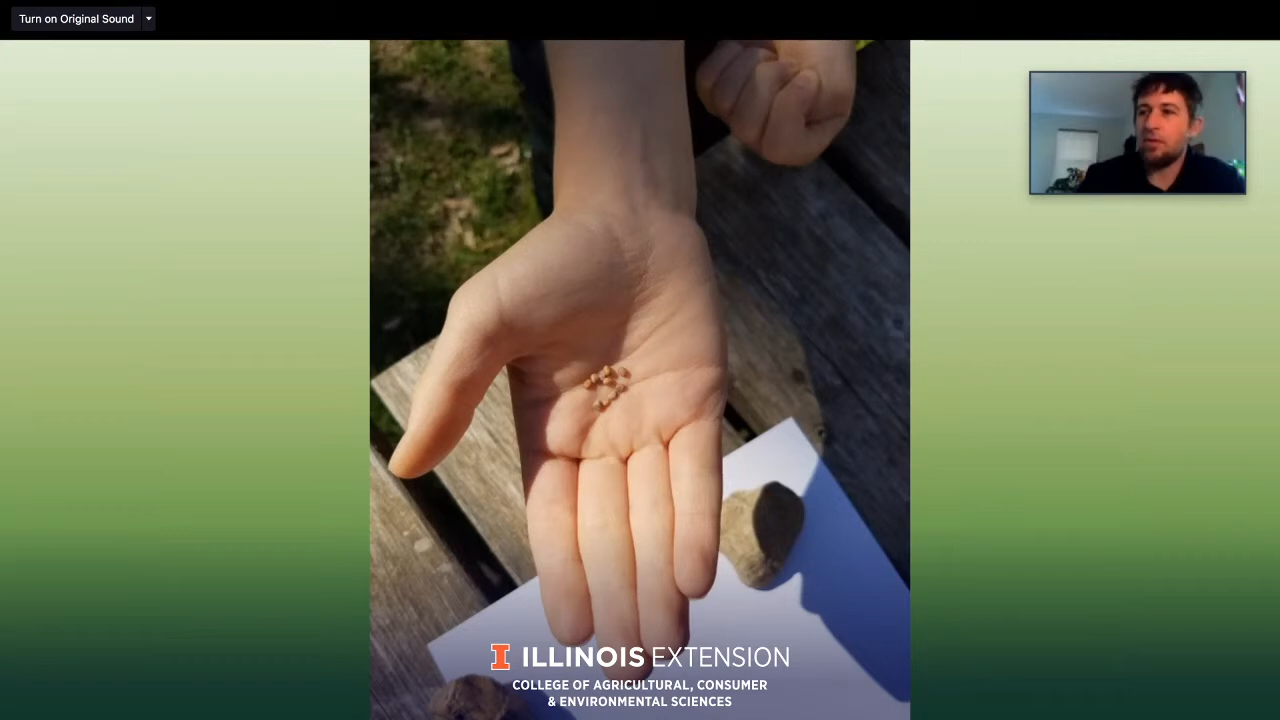 Turn on Original Sound
I ILLINOIS EXTENSION
COLLEGE OF AGRICULTURAL, CONSUMER
& ENVIRONMENTAL SCIENCES